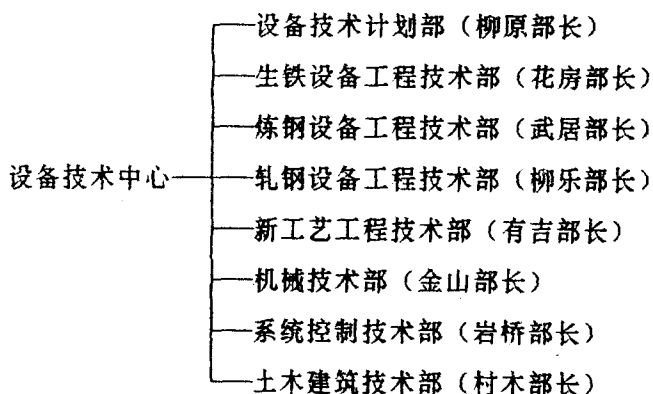 设备技术计划部（柳原部长）
生铁设备工程技术部（花房部长）
炼钢设备工程技术部（武居部长）
设备技术中心
轧钢设备工程技术部（柳乐部长）
新工艺工程技术部（有吉部长）
机械技术部（金山部长）
系统控制技术部（岩桥部长）
土木建筑技术部（村木部长）